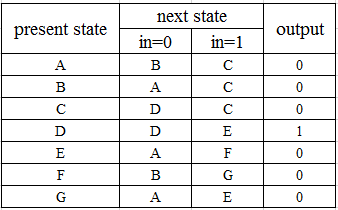 present state next state output
in=0 in=1
A B C 0
B A C 0
C D C 0
D D E 1
E A F 0
F B G 0
G A E 0